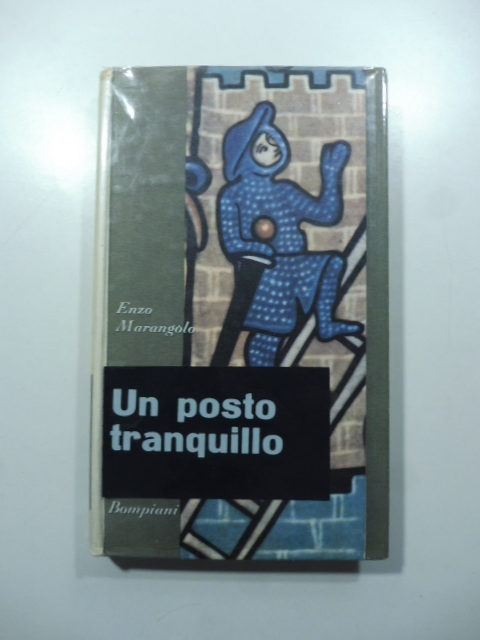 Enzo
Marangolo
Un posto
tranquillo
Bompiani